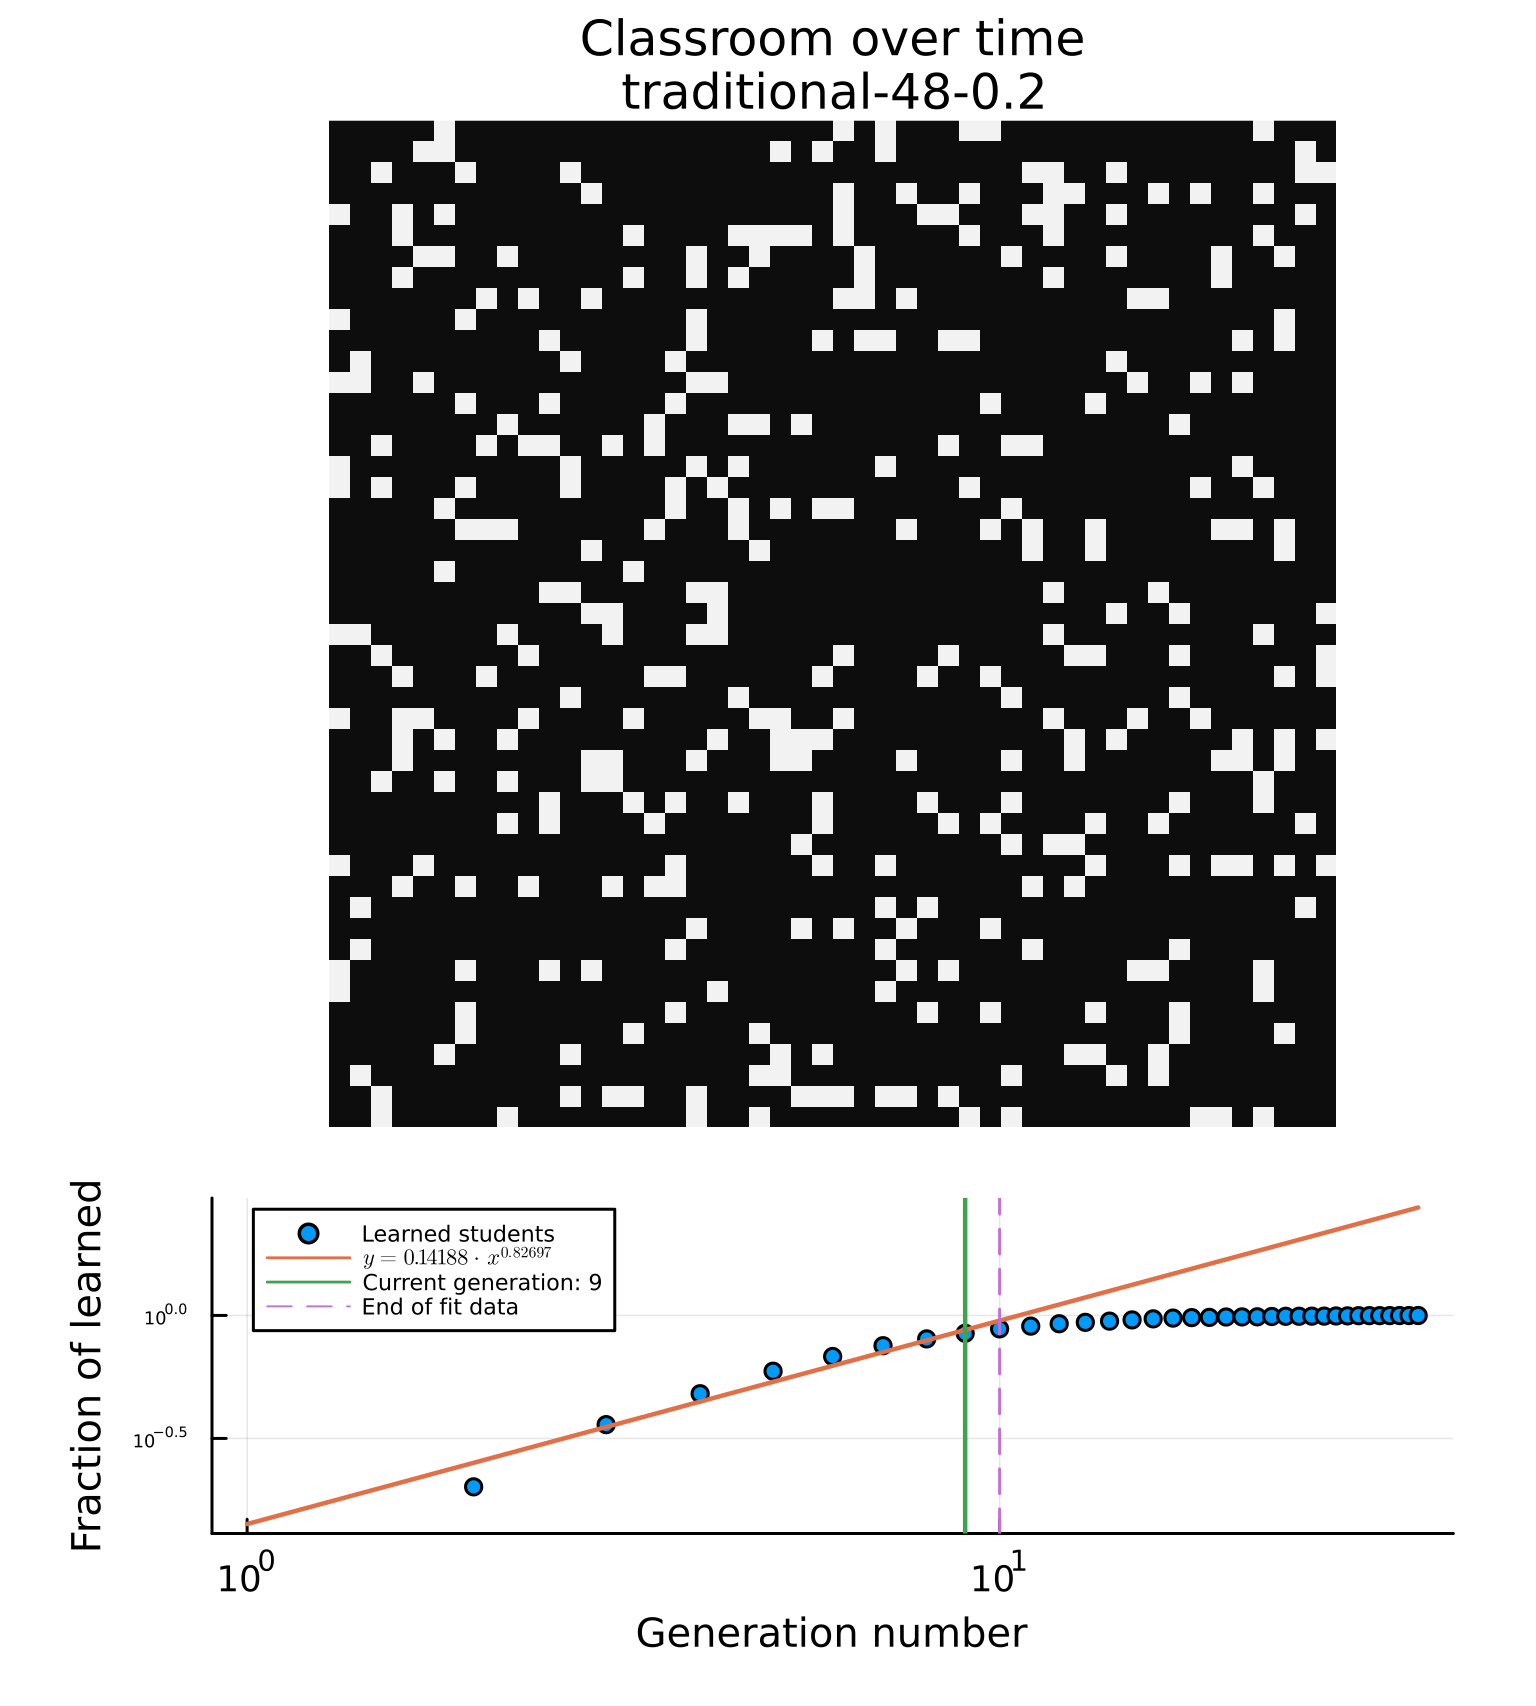 Classroom over time
traditional-48-0.2
Fraction of learned
Learned students
y = 0.14188 · x^0.82697
Current generation: 9
End of fit data
10^0.0
10^−0.5
10^0
10^1
Generation number